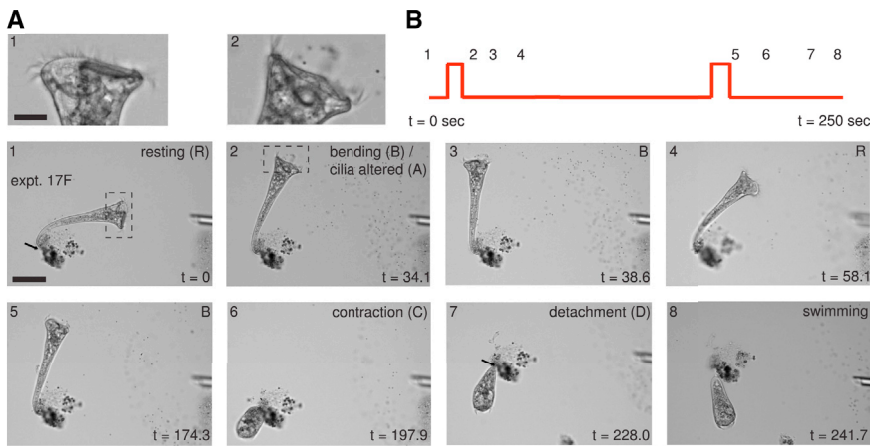 A
1
2
B
1 2 3 4 5 6 7 8
t = 0 sec t = 250 sec
1 resting (R)
expt. 17F
t = 0
2 bending (B) /
cilia altered (A)
t = 34.1
3 B
t = 38.6
4 R
t = 58.1
5 B
t = 174.3
6 contraction (C)
t = 197.9
7 detachment (D)
t = 228.0
8 swimming
t = 241.7